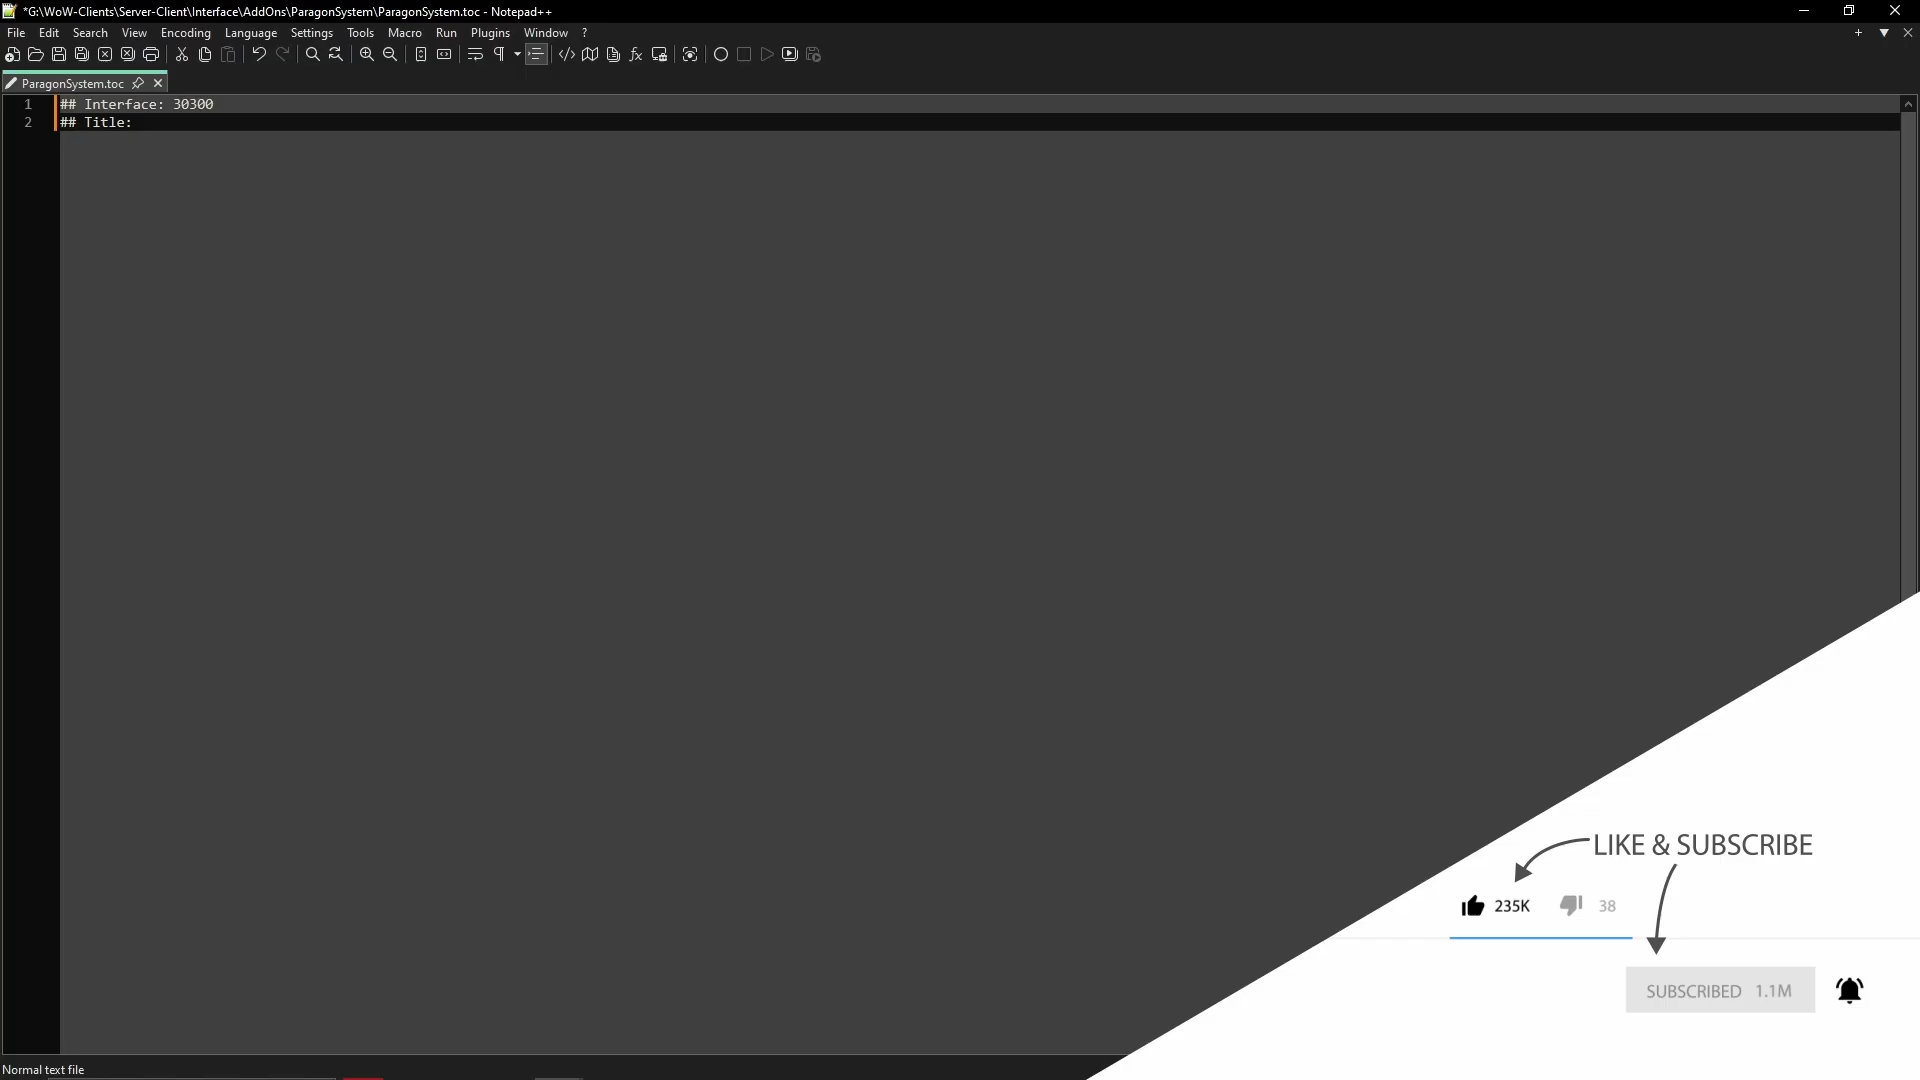 *G:\WoW-Clients\Server-Client\Interface\AddOns\ParagonSystem\ParagonSystem.toc - Notepad++
File Edit Search View Encoding Language Settings Tools Macro Run Plugins Window ?
ParagonSystem.toc
1 ## Interface: 30300
2 ## Title:
LIKE & SUBSCRIBE
235K 38
SUBSCRIBED 1.1M
Normal text file